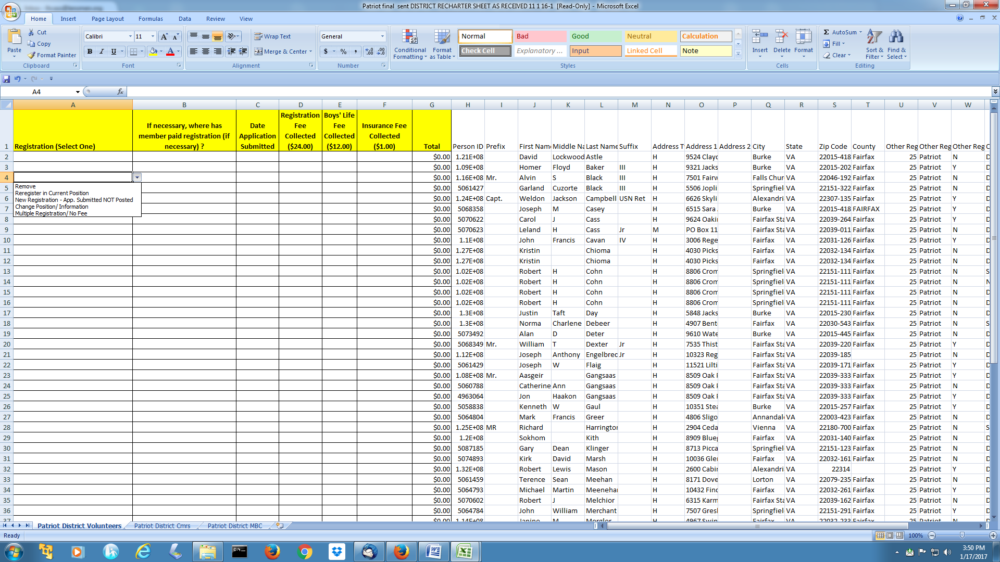 Patriot final  sent DISTRICT RECHARTER SHEET AS RECEIVED 11 1 16-1  [Read-Only] - Microsoft Excel
Home Insert Page Layout Formulas Data Review View
Paste Cut Copy Format Painter Clipboard
Calibri 11 B I U Font
Wrap Text Merge & Center Alignment
General $ % , Number
Conditional Formatting Format as Table
Normal Bad Good Neutral Calculation
Check Cell Explanatory ... Input Linked Cell Note
Styles
Insert Delete Format Cells
AutoSum Fill Clear Sort & Filter Find & Select Editing
A4 fx
A B C D E F G H I J K L M N O P Q R S T U V W
1 Registration (Select One) If necessary, where has member paid registration (if necessary) ? Date Application Submitted Registration Fee Collected ($24.00) Boys' Life Fee Collected ($12.00) Insurance Fee Collected ($1.00) Total Person ID Prefix First Name Middle Na Last Name Suffix Address T Address 1 Address 2 City State Zip Code County Other Reg Other Reg Other Reg
2 $0.00 1.21E+08 David Lockwood Astle H 9524 Clayc Burke VA 22015-418 Fairfax 25 Patriot N D
3 $0.00 1.09E+08 Homer Floyd Baker III H 9321 Jacks Burke VA 22015-202 Fairfax 25 Patriot Y D
4 $0.00 1.16E+08 Mr. Alvin S Black III H 7501 Fairw Falls Chur VA 22046-192 Fairfax 25 Patriot N D
Remove
Reregister in Current Position
New Registration - App. Submitted NOT Posted
Change Position/ Information
Multiple Registration/ No Fee
5 $0.00 5061427 Garland Cuzorte Black III H 5506 Jopli Springfiel VA 22151-322 Fairfax 25 Patriot N D
6 $0.00 1.24E+08 Capt. Weldon Jackson Campbell USN Ret H 6626 Skyli Alexandri VA 22307-135 Fairfax 25 Patriot Y D
7 $0.00 5068358 Joseph M Casey H 6515 Sara Burke VA 22015-418 FAIRFAX 25 Patriot Y D
8 $0.00 5070622 Carol J Cass H 9624 Oaki Fairfax Sta VA 22039-264 Fairfax 25 Patriot Y D
9 $0.00 5070623 Leland H Cass Jr M PO Box 11 Fairfax Sta VA 22039-011 Fairfax 25 Patriot N D
10 $0.00 1.1E+08 John Francis Cavan IV H 3006 Rege Fairfax VA 22031-126 Fairfax 25 Patriot Y D
11 $0.00 1.27E+08 Kristin Chioma H 4030 Picks Fairfax VA 22032-134 Fairfax 25 Patriot N D
12 $0.00 1.27E+08 Kristin Chioma H 4030 Picks Fairfax VA 22032-134 Fairfax 25 Patriot N D
13 $0.00 1.02E+08 Robert H Cohn H 8806 Crom Springfiel VA 22151-111 Fairfax 25 Patriot N S
14 $0.00 1.02E+08 Robert H Cohn H 8806 Crom Springfiel VA 22151-111 Fairfax 25 Patriot N N
15 $0.00 1.02E+08 Robert H Cohn H 8806 Crom Springfiel VA 22151-111 Fairfax 25 Patriot N D
16 $0.00 1.02E+08 Robert H Cohn H 8806 Crom Springfiel VA 22151-111 Fairfax 25 Patriot N D
17 $0.00 1.3E+08 Justin Taft Day H 5848 Jacks Burke VA 22015-230 Fairfax 25 Patriot N D
18 $0.00 1.3E+08 Norma Charlene Debeer H 4907 Bent Fairfax VA 22030-543 Fairfax 25 Patriot N S
19 $0.00 5073492 Alan D Deter H 9610 Wate Burke VA 22015-445 Fairfax 25 Patriot N D
20 $0.00 5068349 Mr. William T Dexter Jr H 7535 Thist Fairfax Sta VA 22039-220 Fairfax 25 Patriot Y D
21 $0.00 1.12E+08 Joseph Anthony Engelbrec Jr H 10323 Reg Fairfax Sta VA 22039-185 25 Patriot N D
22 $0.00 5061429 Joseph W Flaig H 11521 Lilti Fairfax Sta VA 22039-171 Fairfax 25 Patriot Y D
23 $0.00 1.08E+08 Mr. Aasgeir Gangsaas H 8509 Oak Fairfax Sta VA 22039-333 Fairfax 25 Patriot Y D
24 $0.00 5060788 Catherine Ann Gangsaas H 8509 Oak Fairfax Sta VA 22039-333 Fairfax 25 Patriot N D
25 $0.00 4963064 Jon Haakon Gangsaas H 8509 Oak Fairfax Sta VA 22039-333 Fairfax 25 Patriot Y D
26 $0.00 5058838 Kenneth W Gaul H 10351 Stea Burke VA 22015-257 Fairfax 25 Patriot Y D
27 $0.00 5064804 Mark Francis Greer H 4806 Sligo Annandal VA 22003-423 Fairfax 25 Patriot N D
28 $0.00 1.25E+08 MR Richard Harrington H 2904 Ceda Vienna VA 22180-700 Fairfax 25 Patriot N S
29 $0.00 1.2E+08 Sokhom Kith H 8909 Blue Fairfax VA 22031-140 Fairfax 25 Patriot N D
30 $0.00 5087185 Gary Dean Klinger H 8713 Picca Springfiel VA 22151-123 Fairfax 25 Patriot N D
31 $0.00 5074893 Kirk David Marsh H 10036 Gle Fairfax VA 22032-161 Fairfax 25 Patriot N D
32 $0.00 1.32E+08 Robert Lewis Mason H 2600 Cabi Alexandri VA 22314 25 Patriot Y D
33 $0.00 5061459 Terence Sean Meehan H 8171 Dove Lorton VA 22079-235 Fairfax 25 Patriot N D
34 $0.00 5064793 Michael Martin Meeneha H 10432 Finc Fairfax VA 22032-261 Fairfax 25 Patriot Y D
35 $0.00 5070602 Robert J Melchior H 6315 Karm Fairfax Sta VA 22039-162 Fairfax 25 Patriot N D
36 $0.00 5064784 John William Merchant H 7507 Gresl Springfiel VA 22151-291 Fairfax 25 Patriot Y D
Patriot District Volunteers Patriot District Cmrs Patriot District MBC
Ready 100%
3:50 PM
1/17/2017